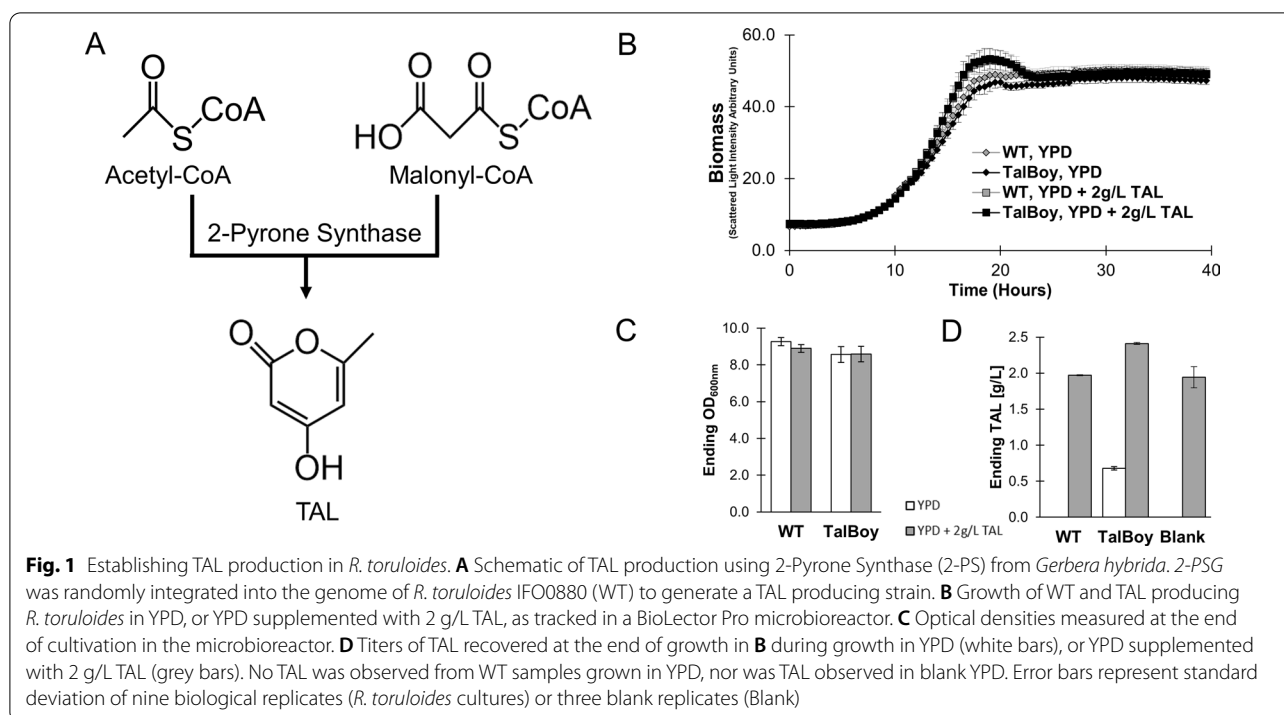 A
O
S
CoA
Acetyl-CoA
O
O
HO
S
CoA
Malonyl-CoA
2-Pyrone Synthase
O
O
OH
TAL
B
Biomass
(Scattered Light Intensity Arbitrary Units)
60.0
40.0
20.0
0.0
0
10
20
30
40
Time (Hours)
WT, YPD
TalBoy, YPD
WT, YPD + 2g/L TAL
TalBoy, YPD + 2g/L TAL
C
Ending OD600nm
10.0
8.0
6.0
4.0
2.0
0.0
WT TalBoy
YPD
YPD + 2g/L TAL
D
Ending TAL [g/L]
2.5
2.0
1.5
1.0
0.5
0.0
WT TalBoy Blank
Fig. 1 Establishing TAL production in R. toruloides. A Schematic of TAL production using 2-Pyrone Synthase (2-PS) from Gerbera hybrida. 2-PSG
was randomly integrated into the genome of R. toruloides IFO0880 (WT) to generate a TAL producing strain. B Growth of WT and TAL producing
R. toruloides in YPD, or YPD supplemented with 2 g/L TAL, as tracked in a BioLector Pro microbioreactor. C Optical densities measured at the end
of cultivation in the microbioreactor. D Titers of TAL recovered at the end of growth in B during growth in YPD (white bars), or YPD supplemented
with 2 g/L TAL (grey bars). No TAL was observed from WT samples grown in YPD, nor was TAL observed in blank YPD. Error bars represent standard
deviation of nine biological replicates (R. toruloides cultures) or three blank replicates (Blank)